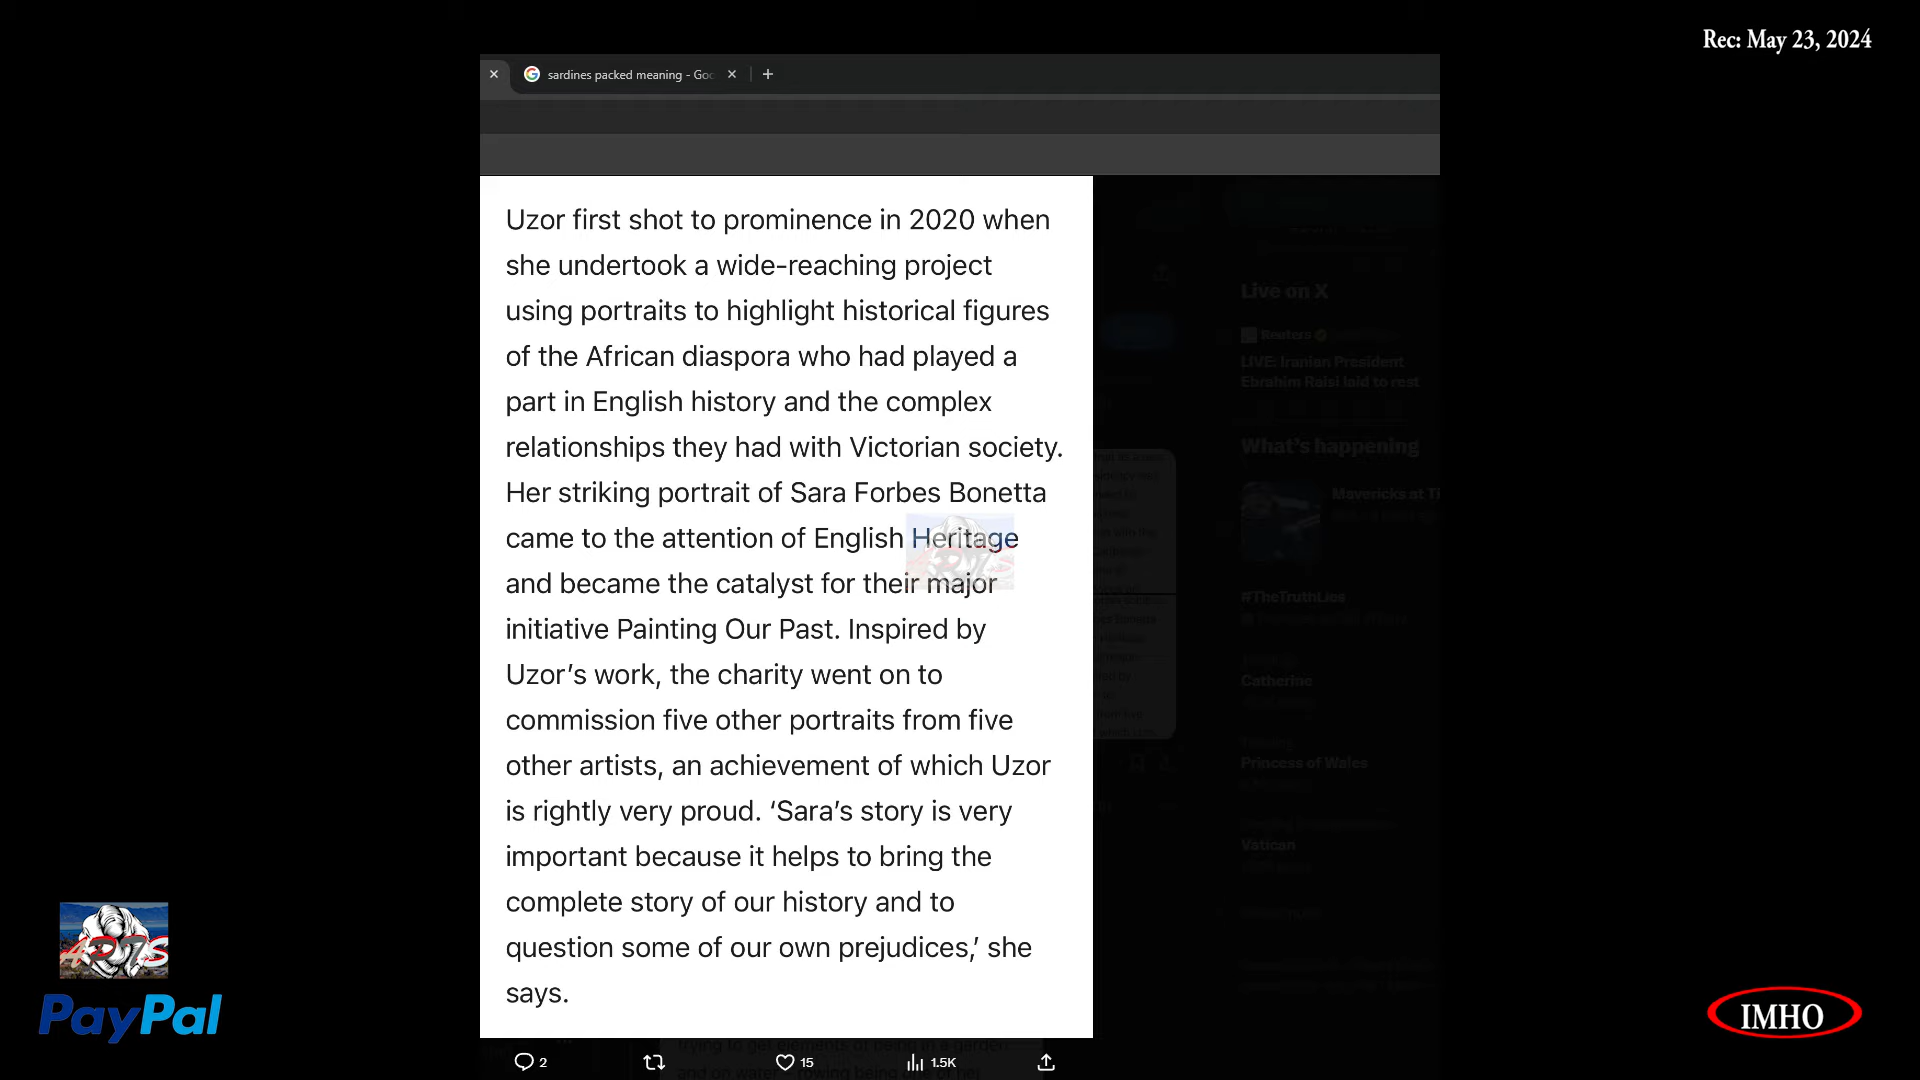 Rec: May 23, 2024
sardines packed meaning - Goo
Uzor first shot to prominence in 2020 when
she undertook a wide-reaching project
using portraits to highlight historical figures
of the African diaspora who had played a
part in English history and the complex
relationships they had with Victorian society.
Her striking portrait of Sara Forbes Bonetta
came to the attention of English Heritage
and became the catalyst for their major
initiative Painting Our Past. Inspired by
Uzor’s work, the charity went on to
commission five other portraits from five
other artists, an achievement of which Uzor
is rightly very proud. ‘Sara’s story is very
important because it helps to bring the
complete story of our history and to
question some of our own prejudices,’ she
says.
2
15
1.5K
Live on X
Reuters
LIVE: Iranian President
Ebrahim Raisi laid to rest
What’s happening
Mavericks at Ti
#TheTruthLies
Catherine
Princess of Wales
Vatican
PayPal
IMHO